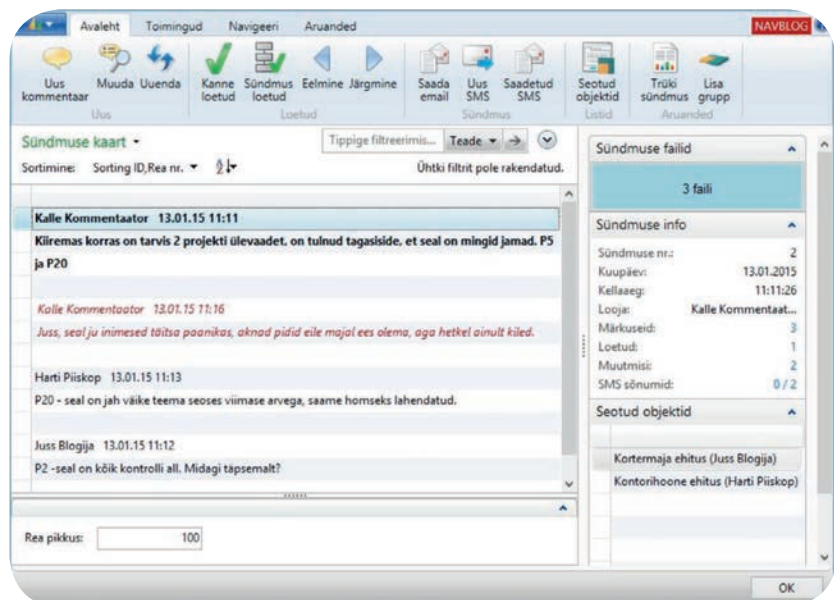 Avaleht Toimingud Navigeeri Aruanded NAVBLOG
Uus kommentaar
Muuda
Uuenda
Uus
Kanne loetud
Sündmus loetud
Eelmine
Järgmine
Loetud
Saada email
Uus SMS
Saadetud SMS
Sündmus
Seotud objektid
Listid
Trüki sündmus
Lisa grupp
Aruanded
Sündmuse kaart
Tippige filtreerimis... Teade
Sortimine: Sorting ID,Rea nr.
Ühtki filtrit pole rakendatud.
Kalle Kommentaator 13.01.15 11:11
Kiiremas korras on tarvis 2 projekti ülevaadet, on tulnud tagasiside, et seal on mingid jamad. P5
ja P20
Kalle Kommentaator 13.01.15 11:16
Juss, seal ju inimesed täitsa paanikas, aknad pidid eile majal ees olema, aga hetkel ainult kiled.
Harti Piiskop 13.01.15 11:13
P20 - seal on jah väike teema seoses viimase arvega, saame homseks lahendatud.
Juss Blogija 13.01.15 11:12
P2 -seal on kõik kontrolli all. Midagi täpsemalt?
Rea pikkus: 100
Sündmuse failid
3 faili
Sündmuse info
Sündmuse nr.: 2
Kuupäev: 13.01.2015
Kellaaeg: 11:11:26
Looja: Kalle Kommentaat...
Märkuseid: 3
Loetud: 1
Muutmisi: 2
SMS sõnumid: 0 / 2
Seotud objektid
Kortermaja ehitus (Juss Blogija)
Kontorihoone ehitus (Harti Piiskop)
OK